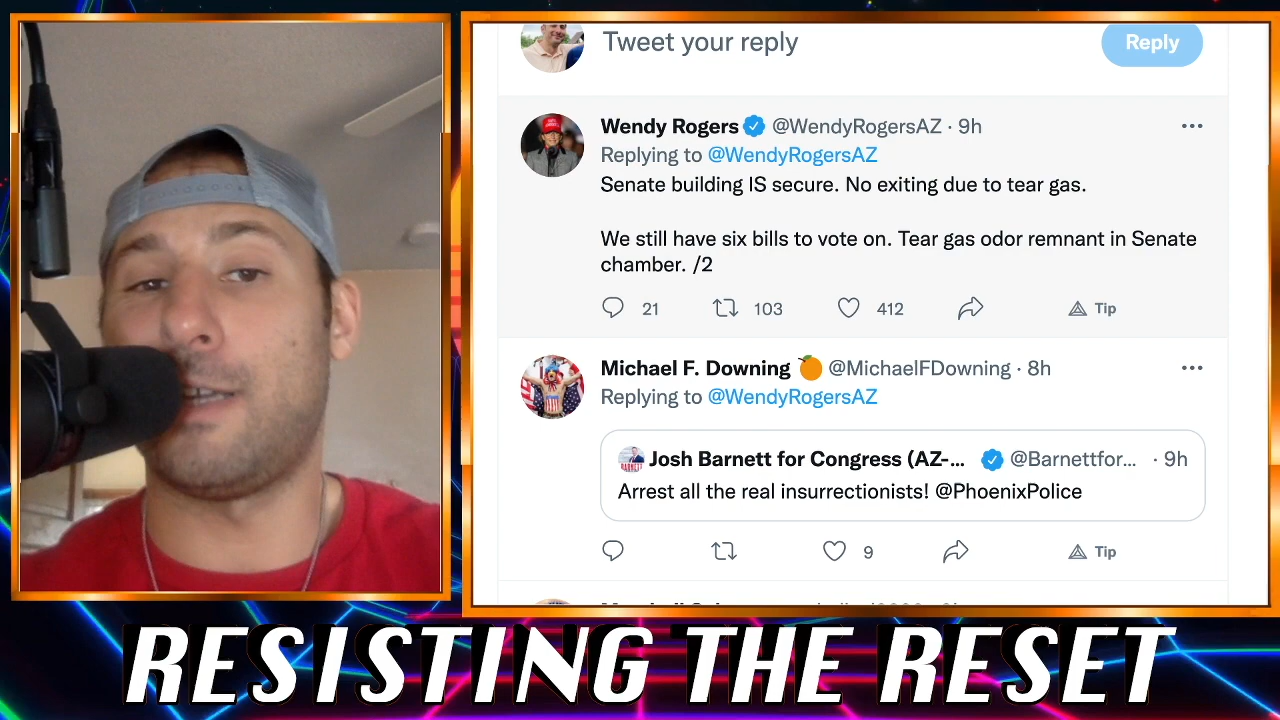 Tweet your reply
Reply
Wendy Rogers @WendyRogersAZ · 9h
Replying to @WendyRogersAZ
Senate building IS secure. No exiting due to tear gas.
We still have six bills to vote on. Tear gas odor remnant in Senate
chamber. /2
21 103 412 Tip
Michael F. Downing 🍊 @MichaelFDowning · 8h
Replying to @WendyRogersAZ
Josh Barnett for Congress (AZ-... @Barnettfor... · 9h
Arrest all the real insurrectionists! @PhoenixPolice
9 Tip
RESISTING THE RESET